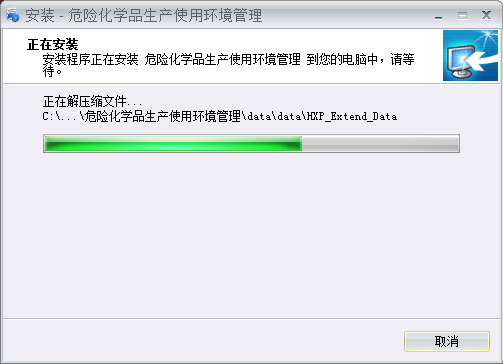 安装 - 危险化学品生产使用环境管理
正在安装
安装程序正在安装 危险化学品生产使用环境管理 到您的电脑中，请等
待。
正在解压缩文件...
C:\...\危险化学品生产使用环境管理\data\data\HXP_Extend_Data
取消